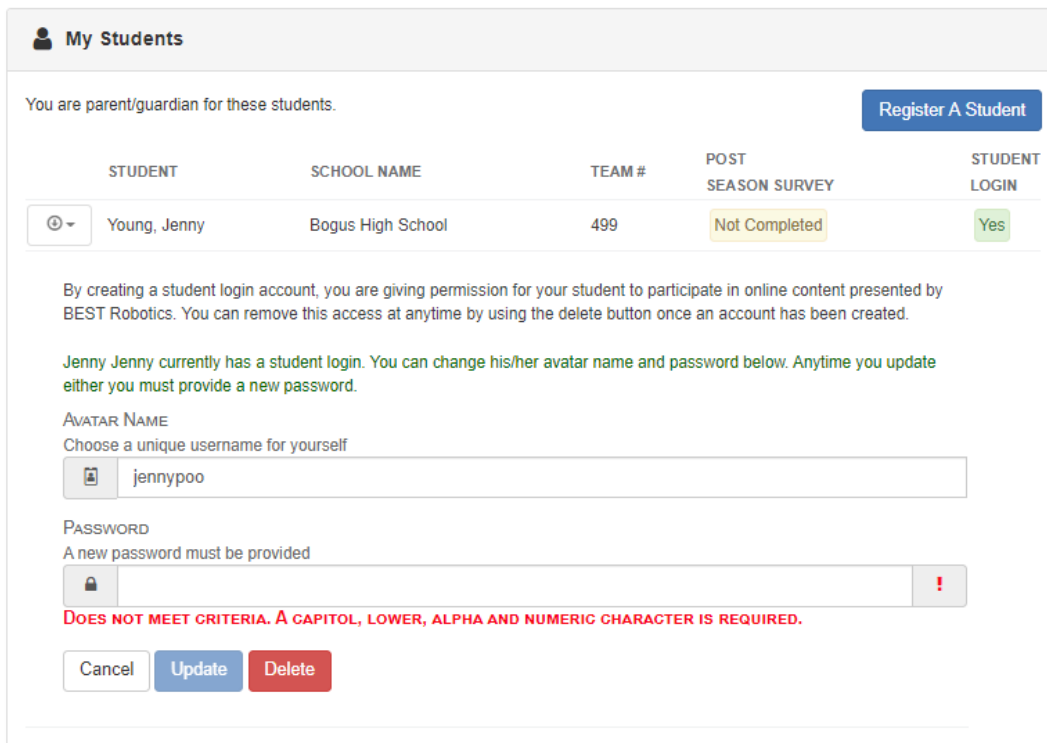 My Students
You are parent/guardian for these students.
Register A Student
STUDENT SCHOOL NAME TEAM # POST SEASON SURVEY STUDENT LOGIN
Young, Jenny Bogus High School 499 Not Completed Yes
By creating a student login account, you are giving permission for your student to participate in online content presented by
BEST Robotics. You can remove this access at anytime by using the delete button once an account has been created.
Jenny Jenny currently has a student login. You can change his/her avatar name and password below. Anytime you update
either you must provide a new password.
Avatar Name
Choose a unique username for yourself
jennypoo
Password
A new password must be provided
!
Does not meet criteria. A capitol, lower, alpha and numeric character is required.
Cancel Update Delete